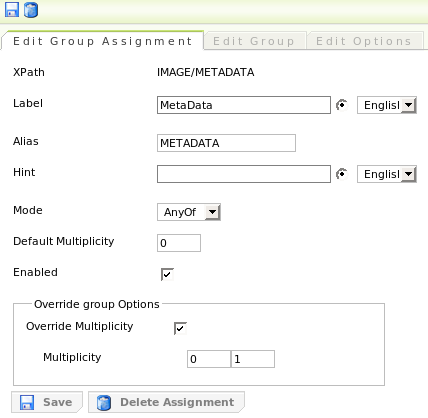 Edit Group Assignment Edit Group Edit Options
XPath IMAGE/METADATA
Label MetaData Englisl
Alias METADATA
Hint Englisl
Mode AnyOf
Default Multiplicity 0
Enabled
Override group Options
Override Multiplicity
Multiplicity 0 1
Save Delete Assignment